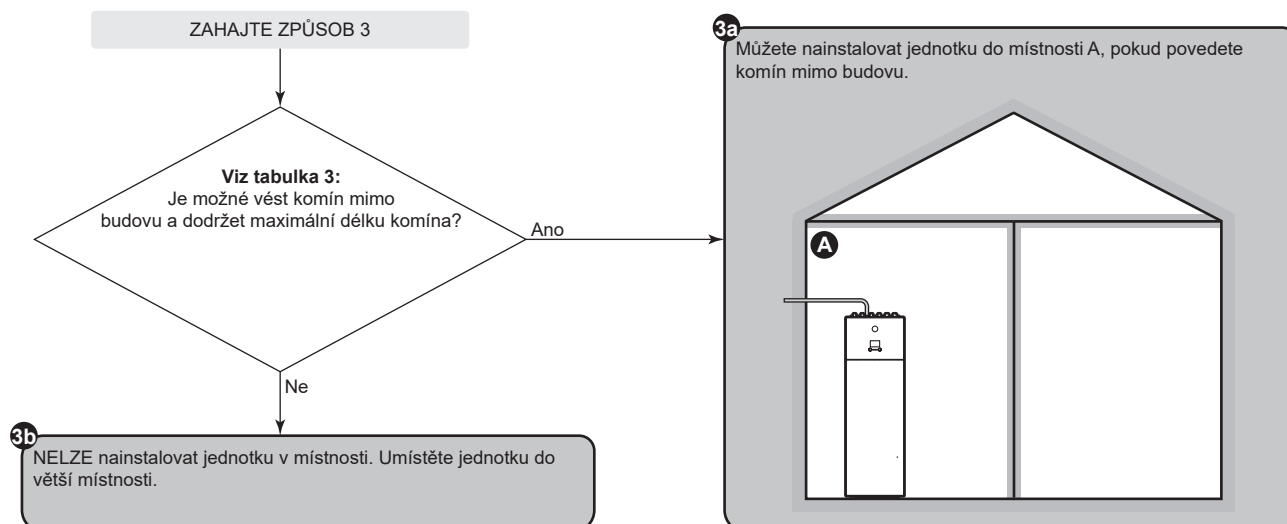 ZAHAJTE ZPŮSOB 3
Viz tabulka 3:
Je možné vést komín mimo
budovu a dodržet maximální délku komína?
Ano
Ne
3a
Můžete nainstalovat jednotku do místnosti A, pokud povedete
komín mimo budovu.
A
3b
NELZE nainstalovat jednotku v místnosti. Umístěte jednotku do
větší místnosti.